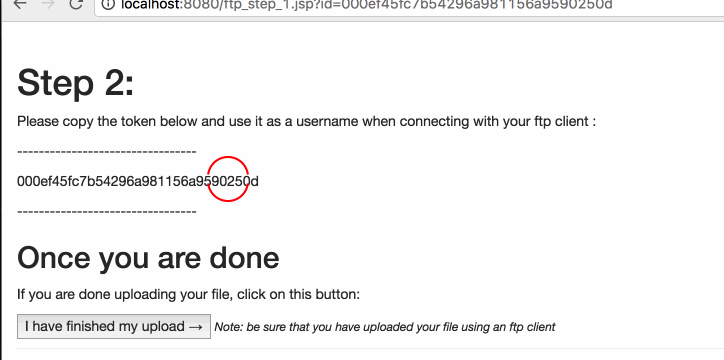 localhost:8080/ftp_step_1.jsp?id=000ef45fc7b54296a981156a9590250d
Step 2:
Please copy the token below and use it as a username when connecting with your ftp client :
---------------------------------
000ef45fc7b54296a981156a9590250d
---------------------------------
Once you are done
If you are done uploading your file, click on this button:
I have finished my upload → Note: be sure that you have uploaded your file using an ftp client